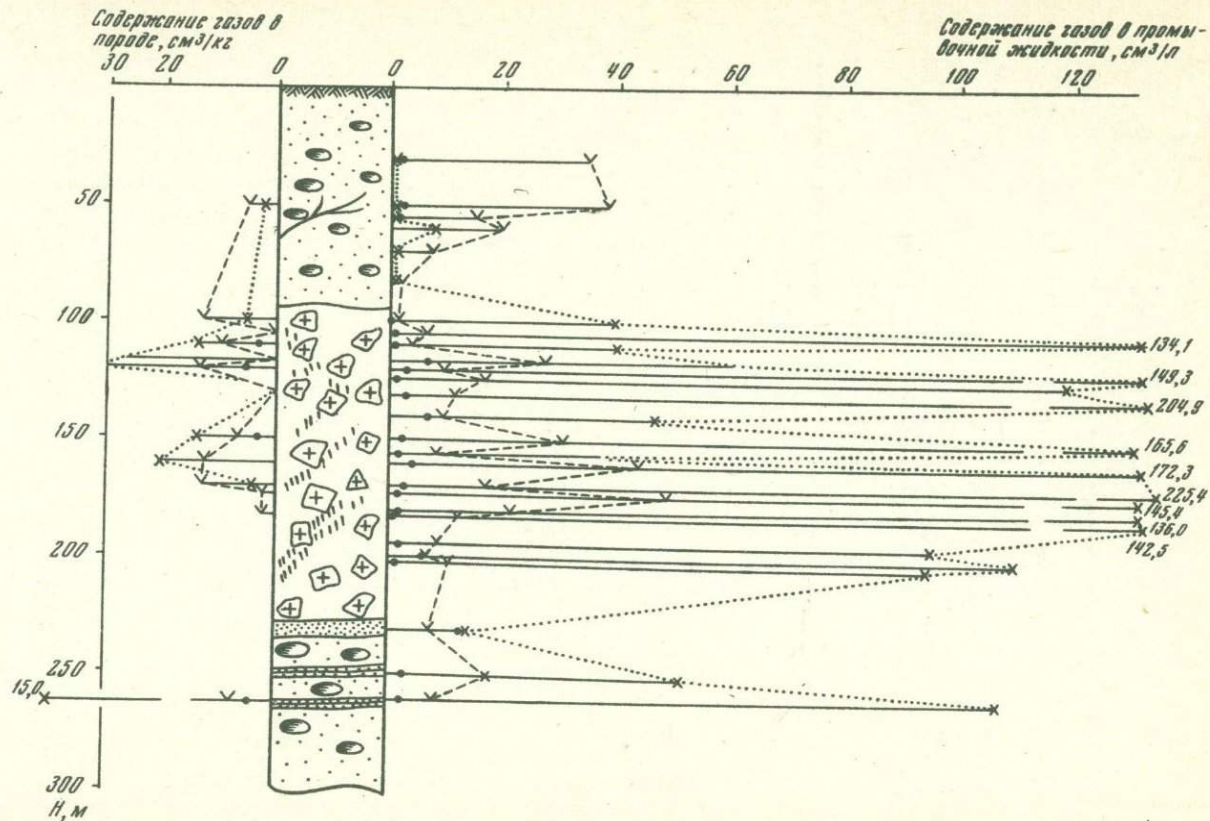 Содержание газов в
породе, см³/кг
Содержание газов в промы-
вочной жидкости, см³/л
30 20 0 0 20 40 60 80 100 120
50
100
134,1
149,3
204,9
150
165,6
172,3
225,4
145,4
136,0
200
142,5
250
15,0
300
Н, м